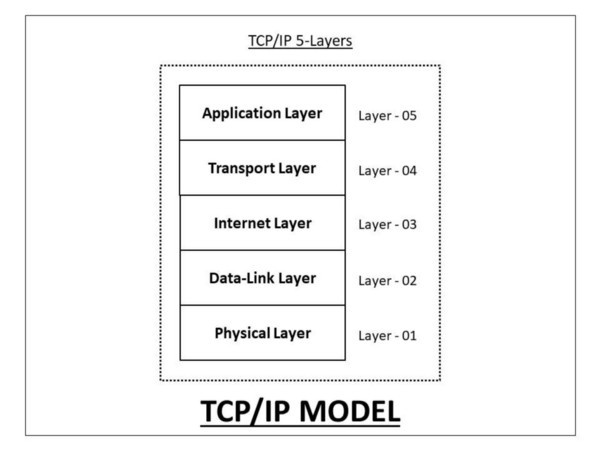 TCP/IP 5-Layers
Application Layer Layer - 05
Transport Layer Layer - 04
Internet Layer Layer - 03
Data-Link Layer Layer - 02
Physical Layer Layer - 01
TCP/IP MODEL